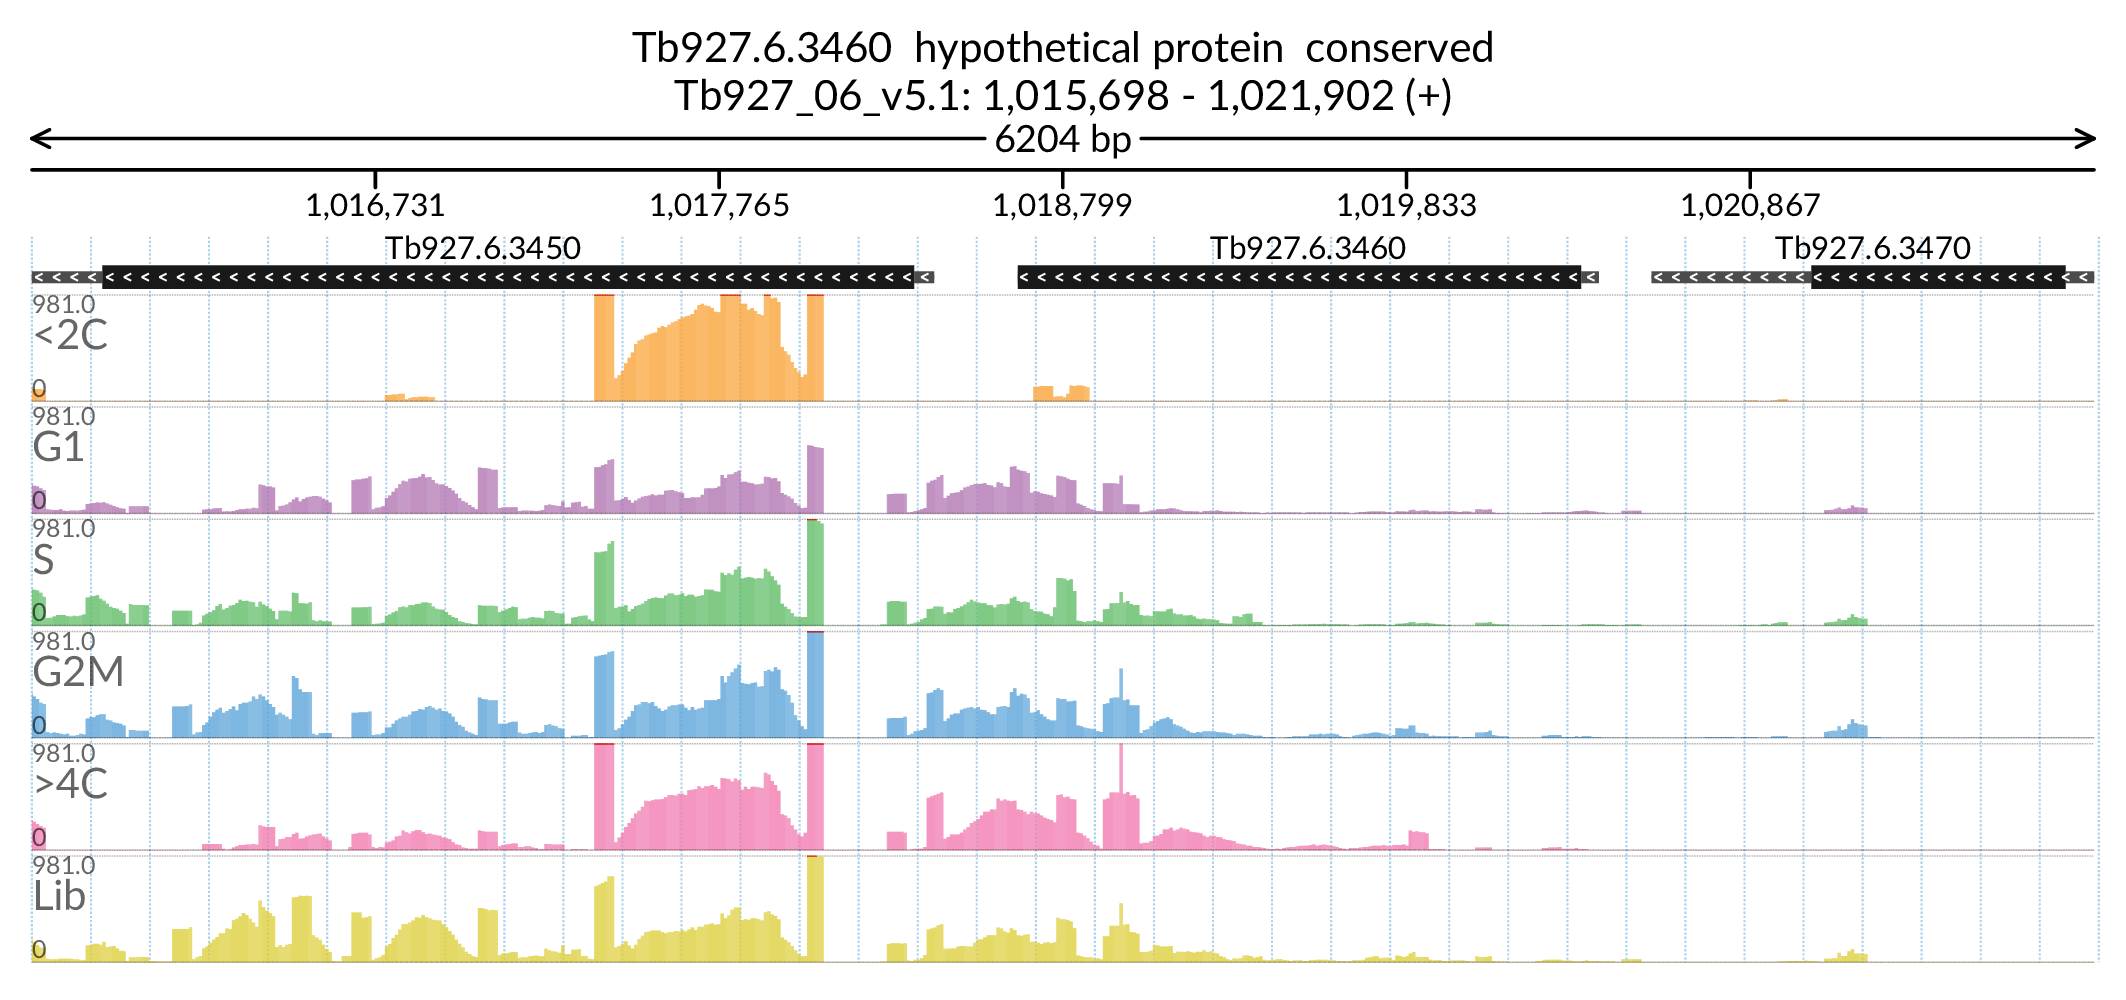 Tb927.6.3460 hypothetical protein conserved
Tb927_06_v5.1: 1,015,698 - 1,021,902 (+)
6204 bp
1,016,731 1,017,765 1,018,799 1,019,833 1,020,867
Tb927.6.3450 Tb927.6.3460 Tb927.6.3470
981.0
<2C
0
981.0
G1
0
981.0
S
0
981.0
G2M
0
981.0
>4C
0
981.0
Lib
0